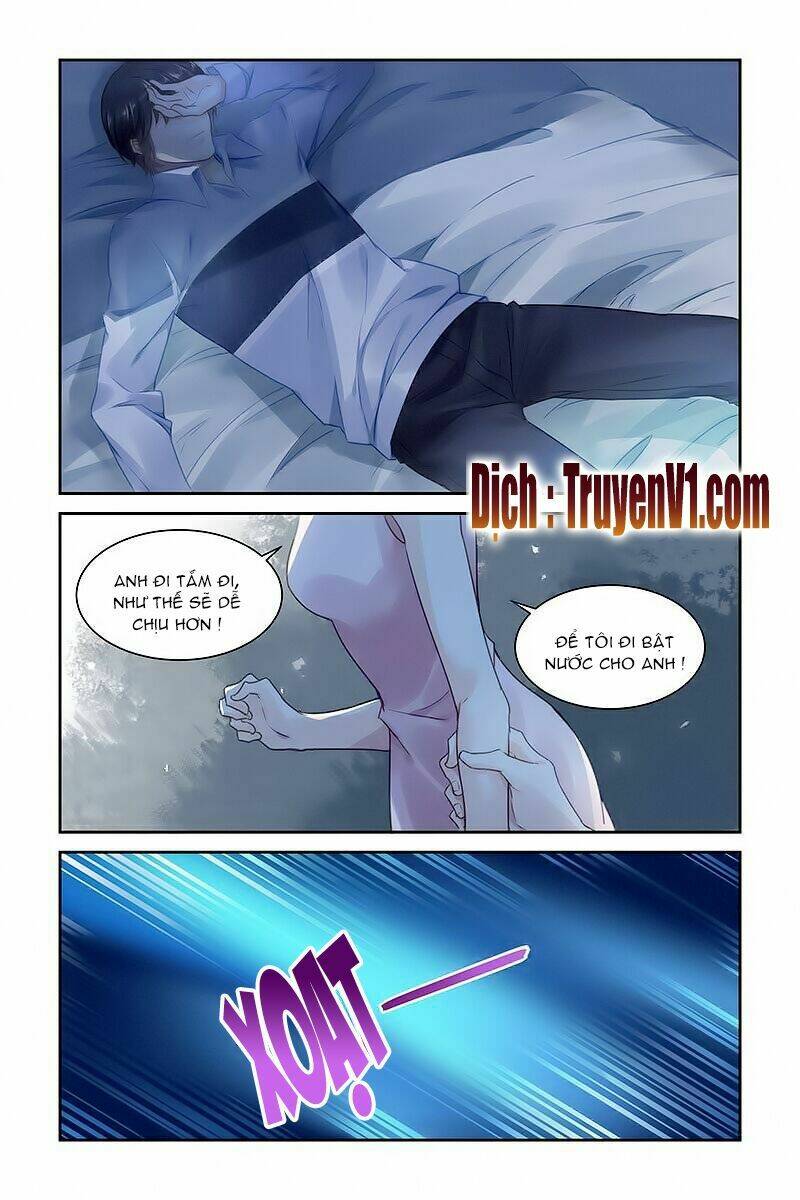 Dịch : TruyenV1.com
ANH ĐI TẮM ĐI,
NHƯ THẾ SẼ DỄ
CHỊU HƠN !
ĐỂ TÔI ĐI BẬT
NƯỚC CHO ANH !
XOẠT